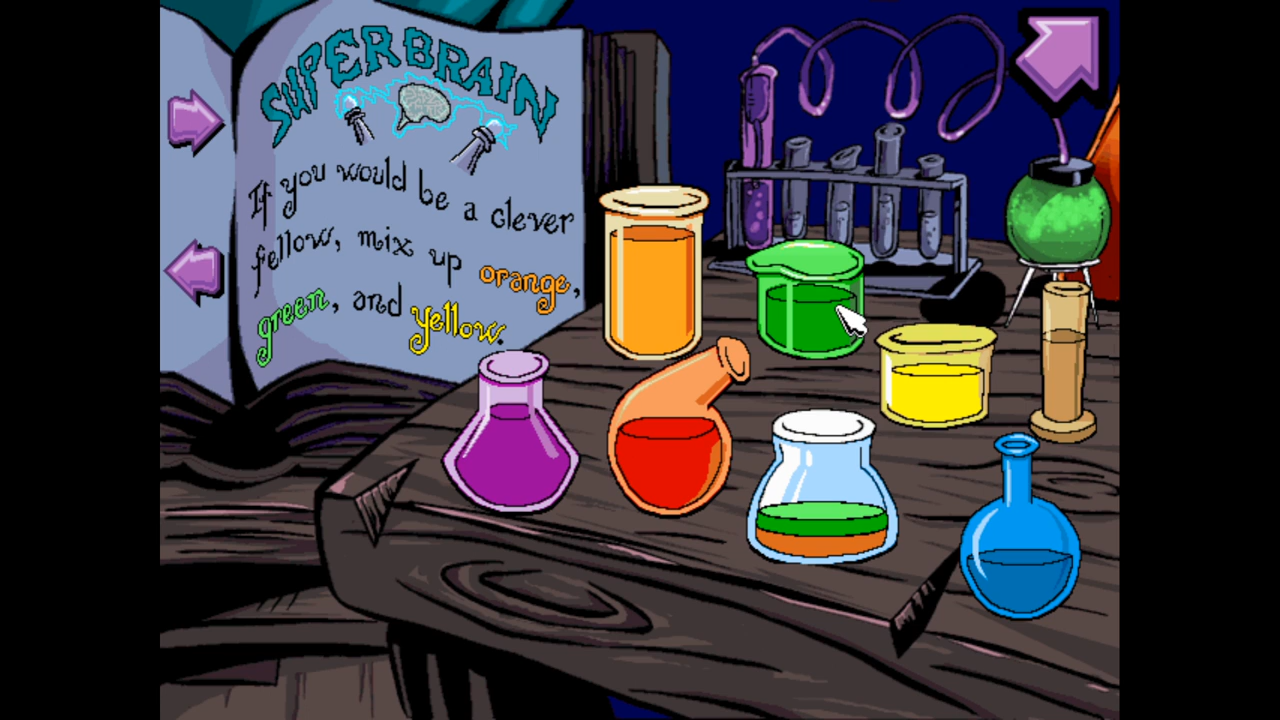 SUPERBRAIN
If you would be a clever
fellow, mix up orange,
green, and yellow.